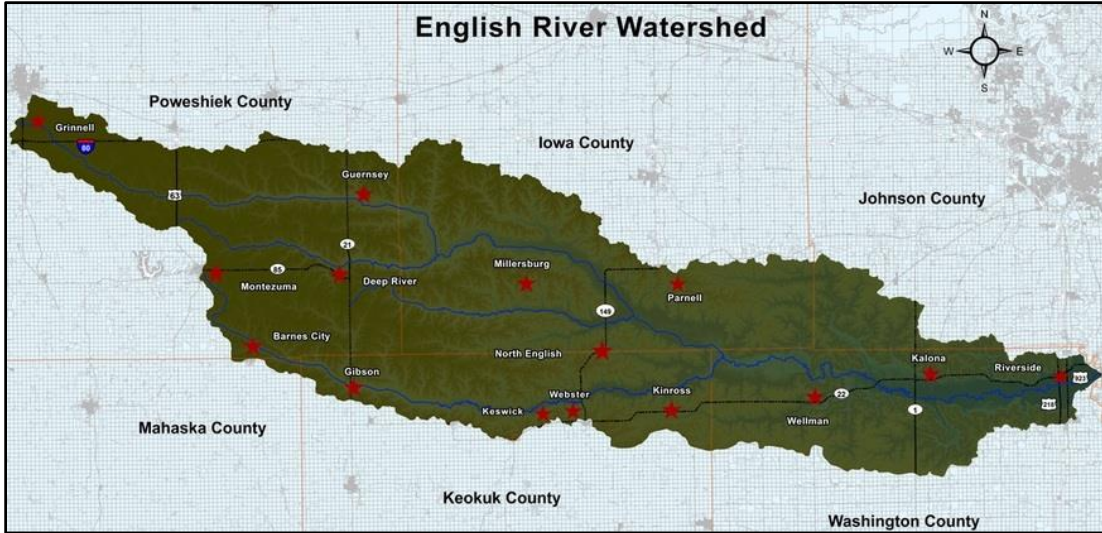 English River Watershed
N
W E
S
Poweshiek County
Grinnell
80
Iowa County
Guernsey
63
Johnson County
21
Millersburg
85
Montezuma
Deep River
Parnell
149
Barnes City
North English
Kalona
Riverside
Gibson
923
Kinross
Webster
22
218
Keswick
1
Wellman
Mahaska County
Keokuk County
Washington County